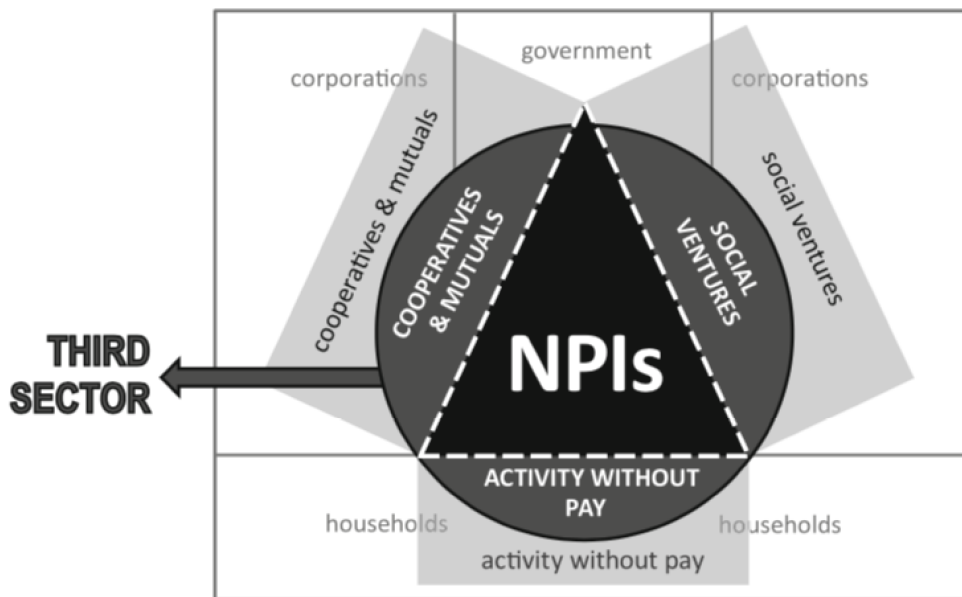 government
corporations
corporations
cooperatives & mutuals
COOPERATIVES
& MUTUALS
SOCIAL
VENTURES
social ventures
THIRD
SECTOR
NPIs
ACTIVITY WITHOUT
PAY
households
households
activity without pay